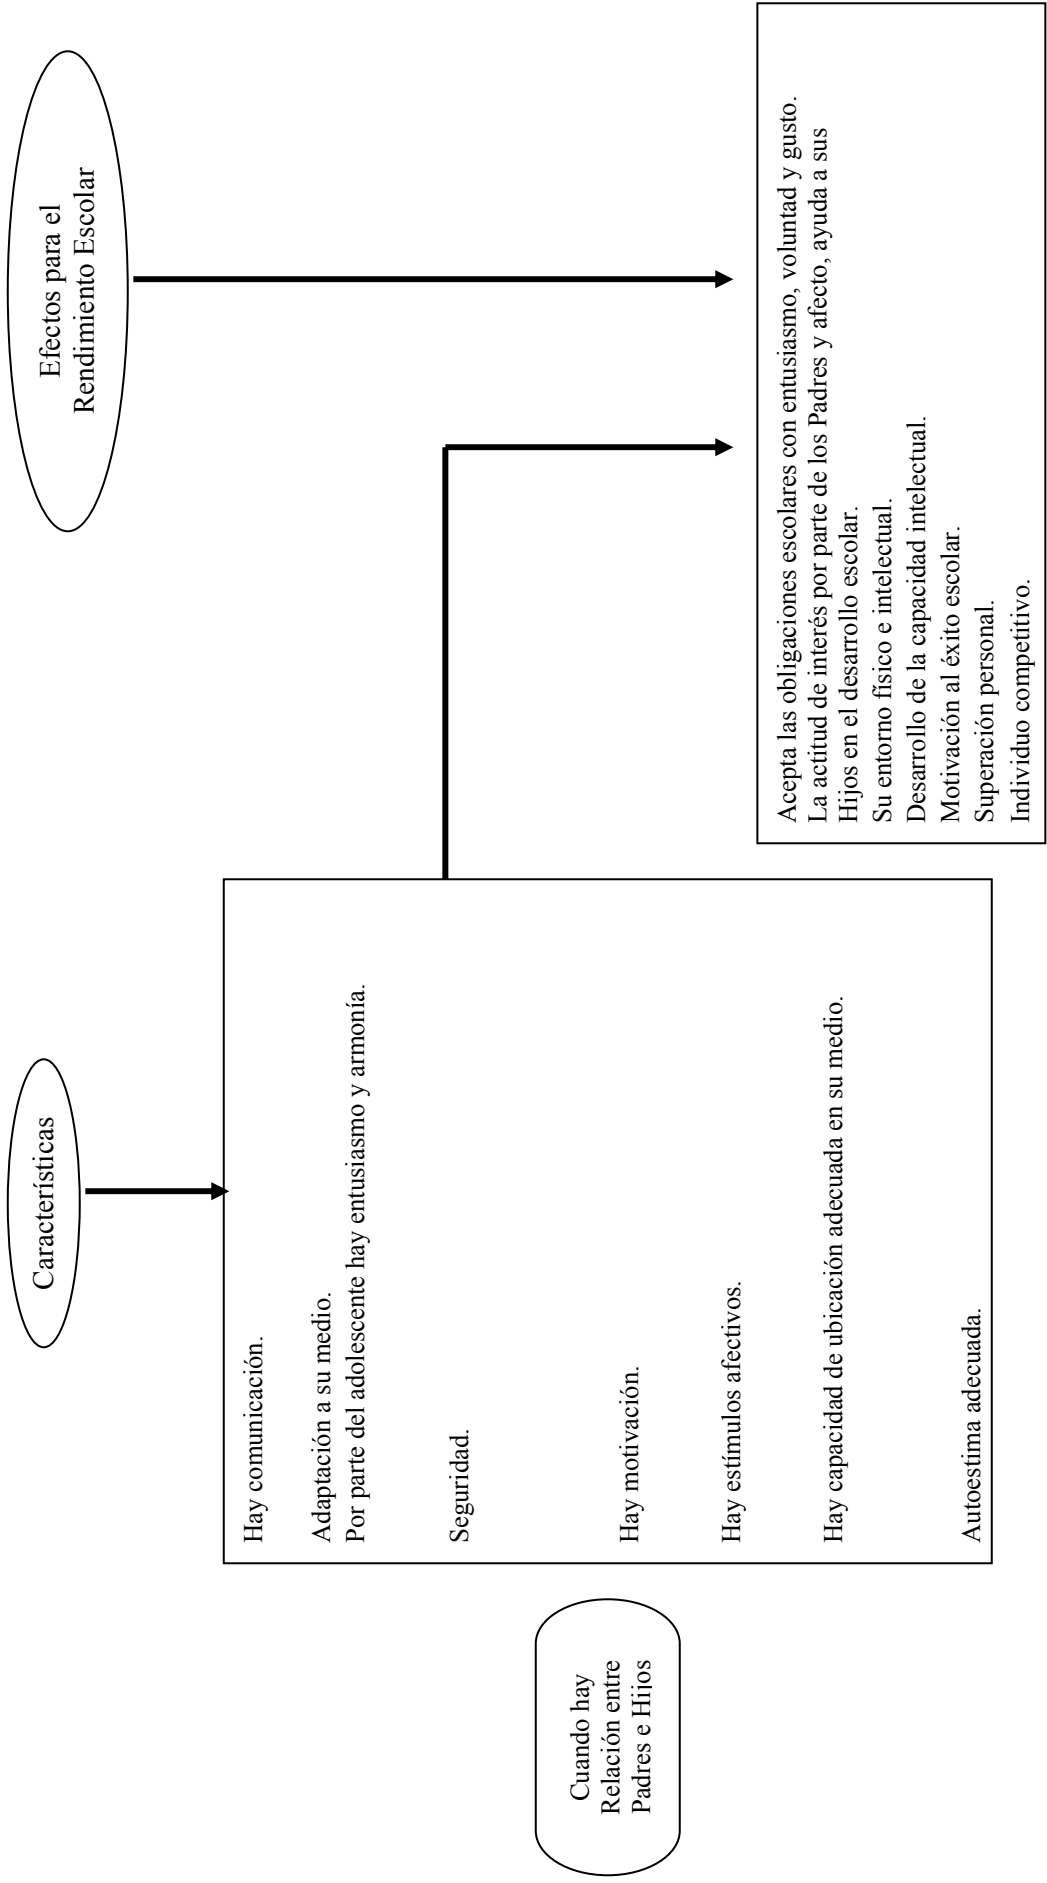 Cuando hay
Relación entre
Padres e Hijos
Características
Hay comunicación.
Adaptación a su medio.
Por parte del adolescente hay entusiasmo y armonía.
Seguridad.
Hay motivación.
Hay estímulos afectivos.
Hay capacidad de ubicación adecuada en su medio.
Autoestima adecuada.
Efectos para el
Rendimiento Escolar
Acepta las obligaciones escolares con entusiasmo, voluntad y gusto.
La actitud de interés por parte de los Padres y afecto, ayuda a sus
Hijos en el desarrollo escolar.
Su entorno físico e intelectual.
Desarrollo de la capacidad intelectual.
Motivación al éxito escolar.
Superación personal.
Individuo competitivo.